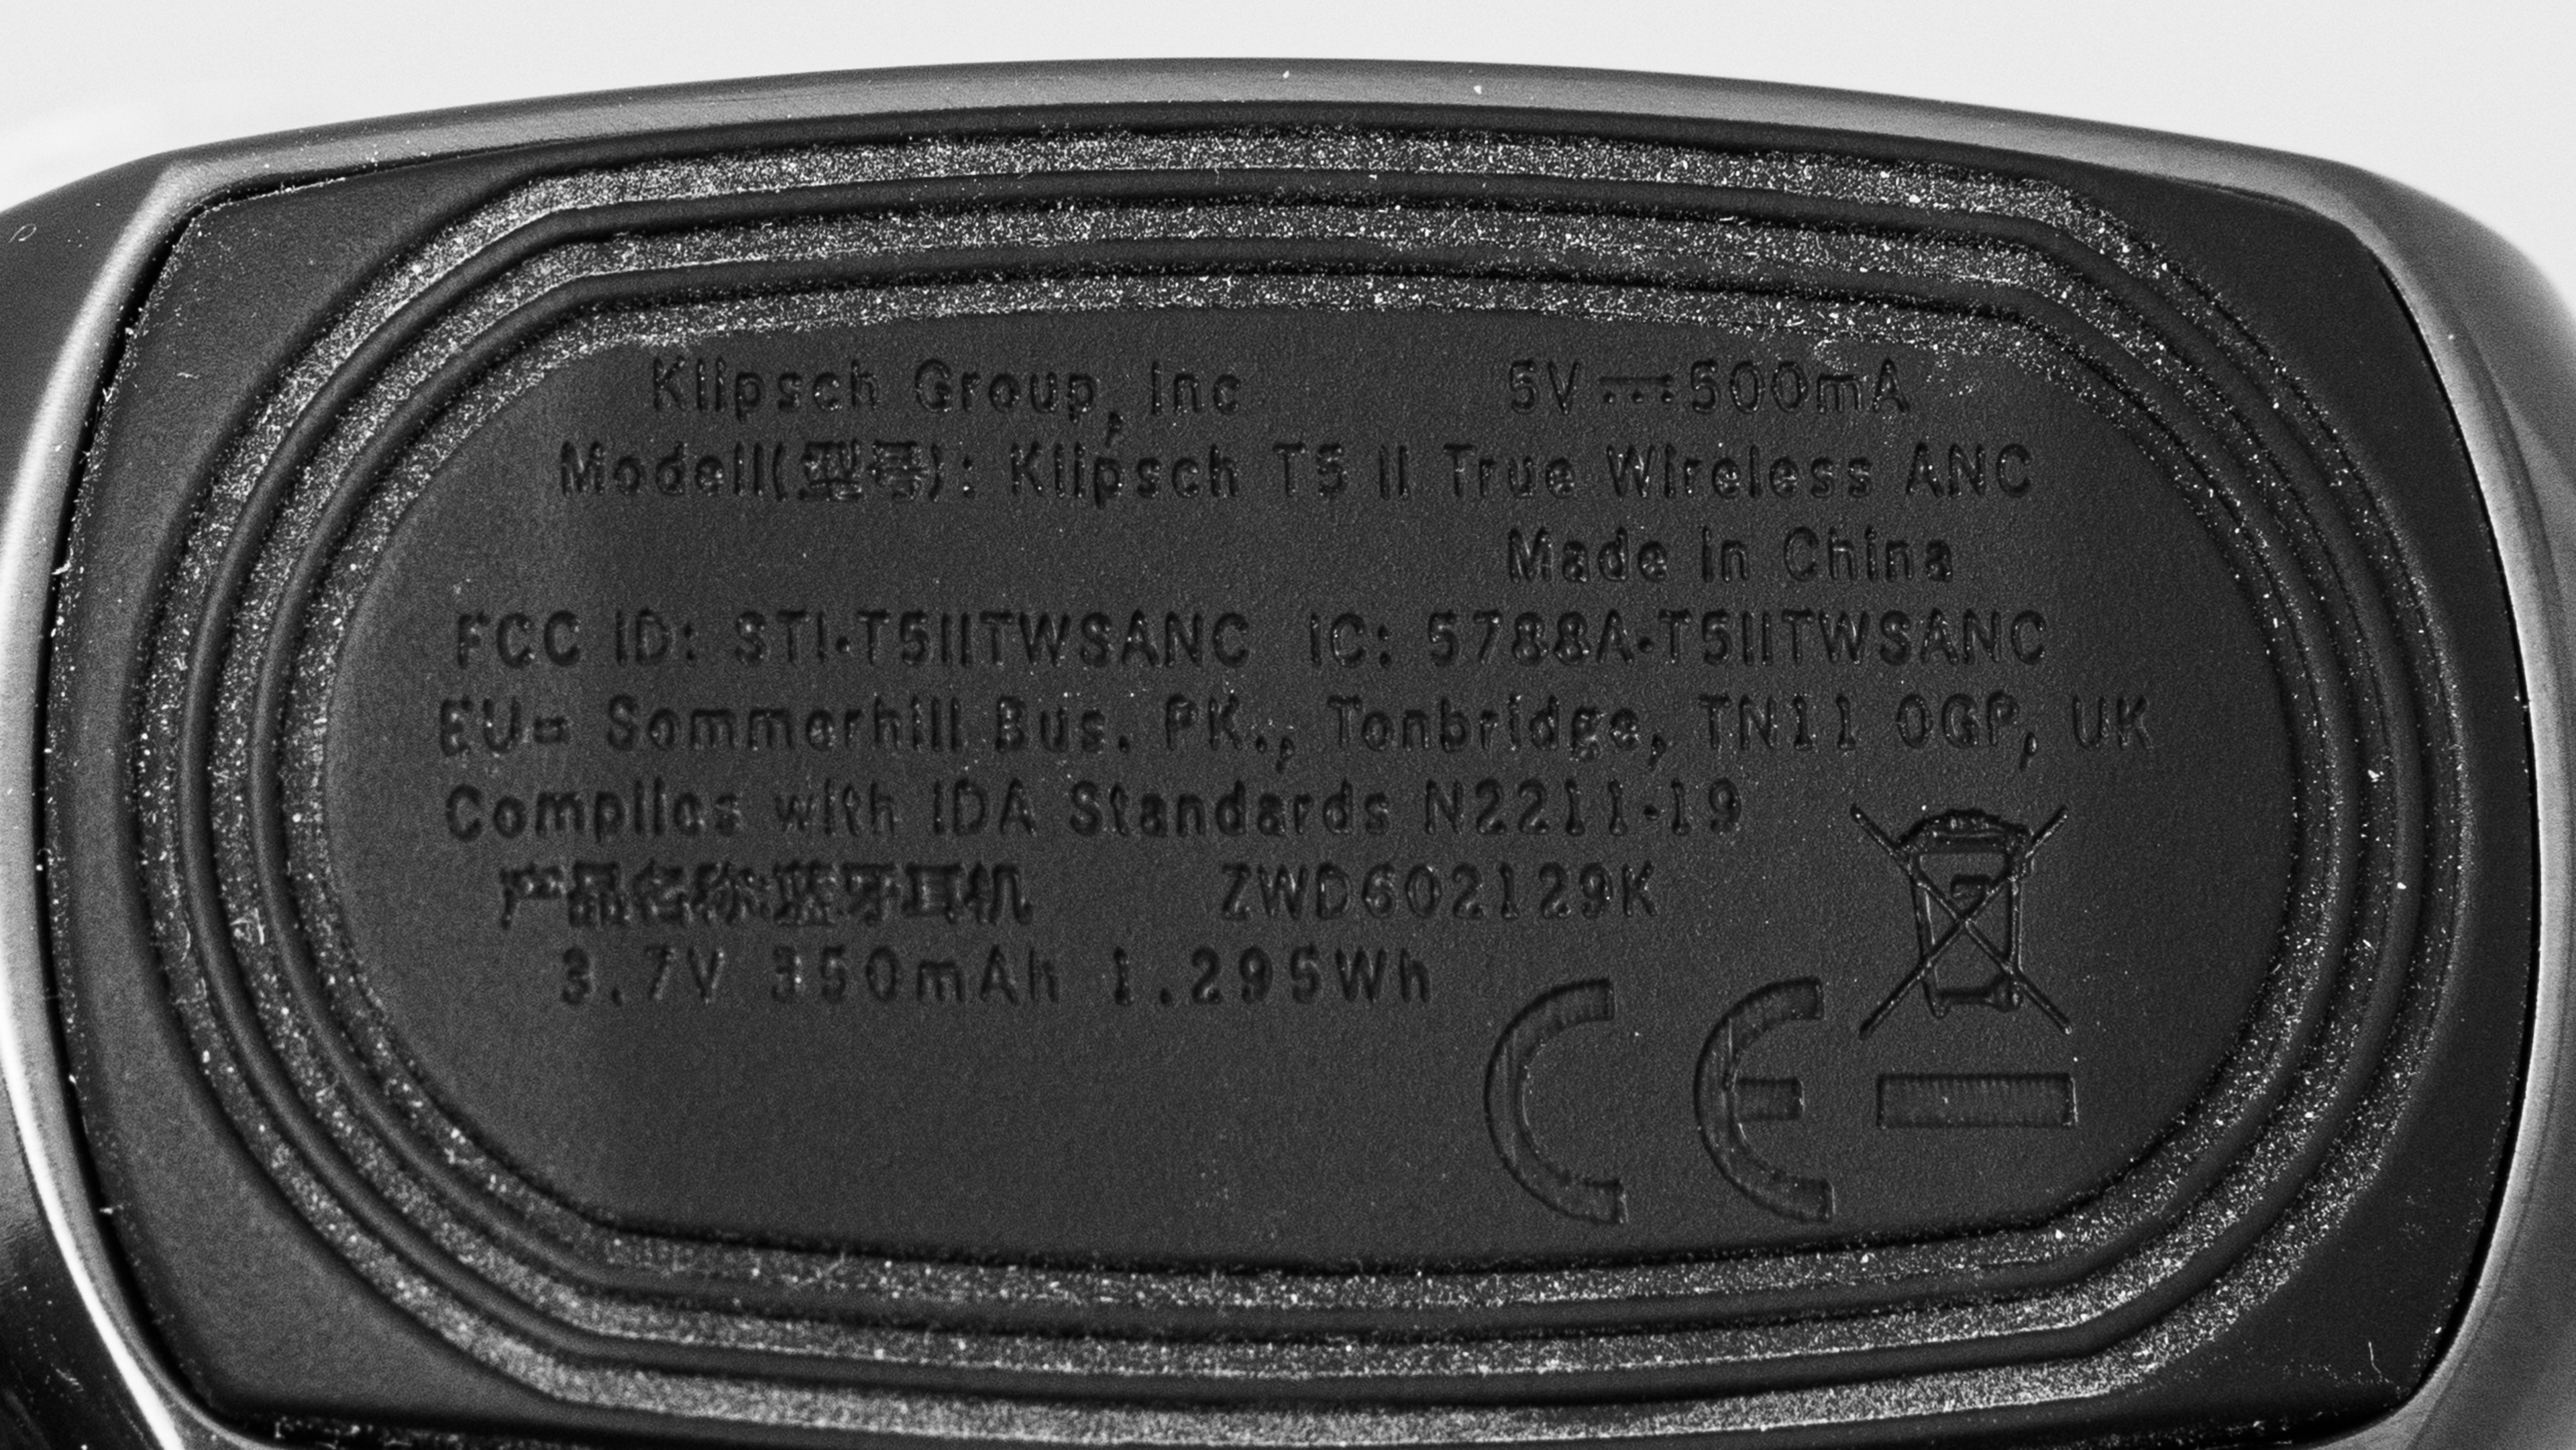 Klipsch Group, Inc 5V⎓500mA
Modell(型号): Klipsch T5 II True Wireless ANC
Made in China
FCC ID: STI-T5IITWSANC IC: 5788A-T5IITWSANC
EU= Sommerhill Bus. PK., Tonbridge, TN11 0GP, UK
Complies with IDA Standards N2211-19
产品名称:蓝牙耳机 ZWD602129K
3.7V 350mAh 1.295Wh
CE